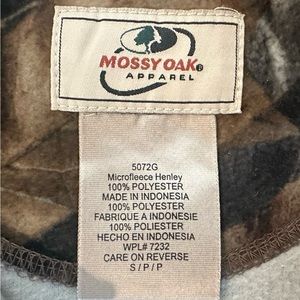 MOSSY OAK®
APPAREL
5072G
Microfleece Henley
100% POLYESTER
MADE IN INDONESIA
100% POLYESTER
FABRIQUE A INDONESIE
100% POLIESTER
HECHO EN INDONESIA
WPL# 7232
CARE ON REVERSE
S / P / P